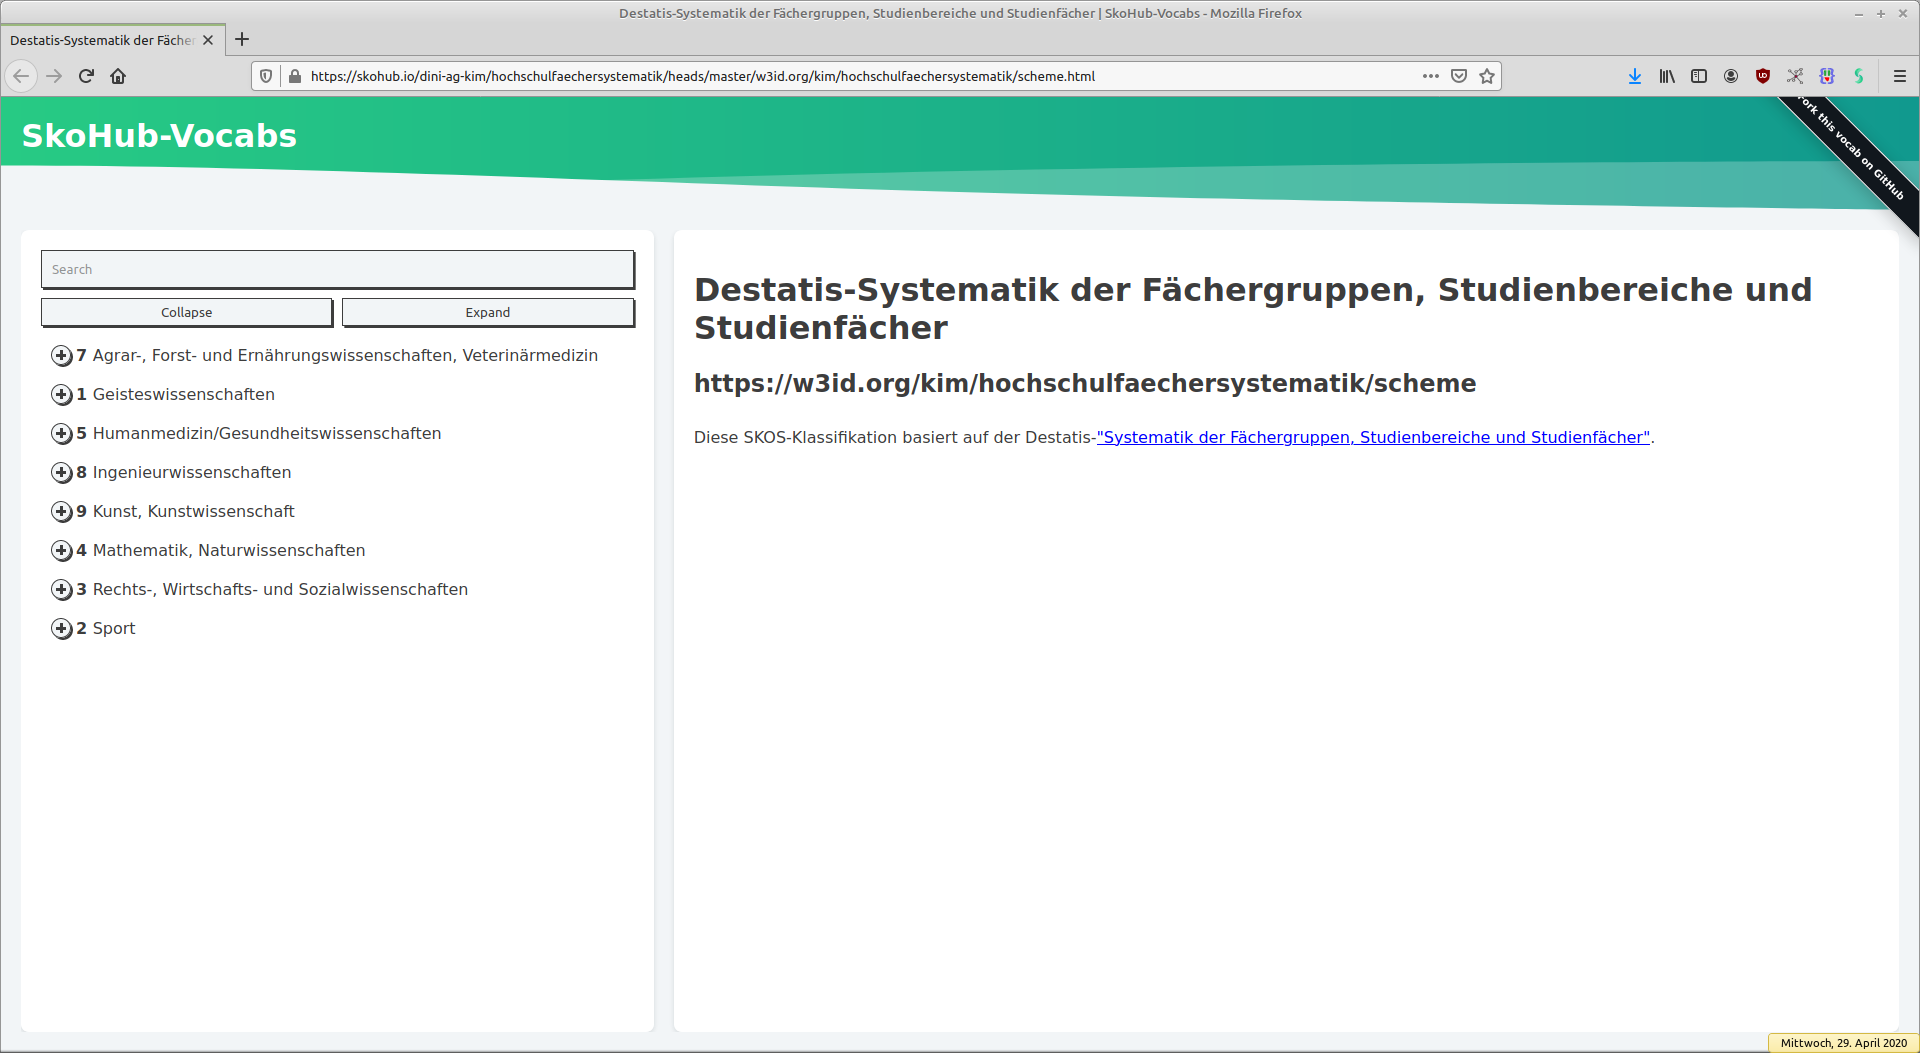 Destatis-Systematik der Fächergruppen, Studienbereiche und Studienfächer | SkoHub-Vocabs - Mozilla Firefox
Destatis-Systematik der Fächer
https://skohub.io/dini-ag-kim/hochschulfaechersystematik/heads/master/w3id.org/kim/hochschulfaechersystematik/scheme.html
SkoHub-Vocabs
Fork this vocab on GitHub
Search
Collapse
Expand
7 Agrar-, Forst- und Ernährungswissenschaften, Veterinärmedizin
1 Geisteswissenschaften
5 Humanmedizin/Gesundheitswissenschaften
8 Ingenieurwissenschaften
9 Kunst, Kunstwissenschaft
4 Mathematik, Naturwissenschaften
3 Rechts-, Wirtschafts- und Sozialwissenschaften
2 Sport
Destatis-Systematik der Fächergruppen, Studienbereiche und
Studienfächer
https://w3id.org/kim/hochschulfaechersystematik/scheme
Diese SKOS-Klassifikation basiert auf der Destatis-"Systematik der Fächergruppen, Studienbereiche und Studienfächer".
Mittwoch, 29. April 2020